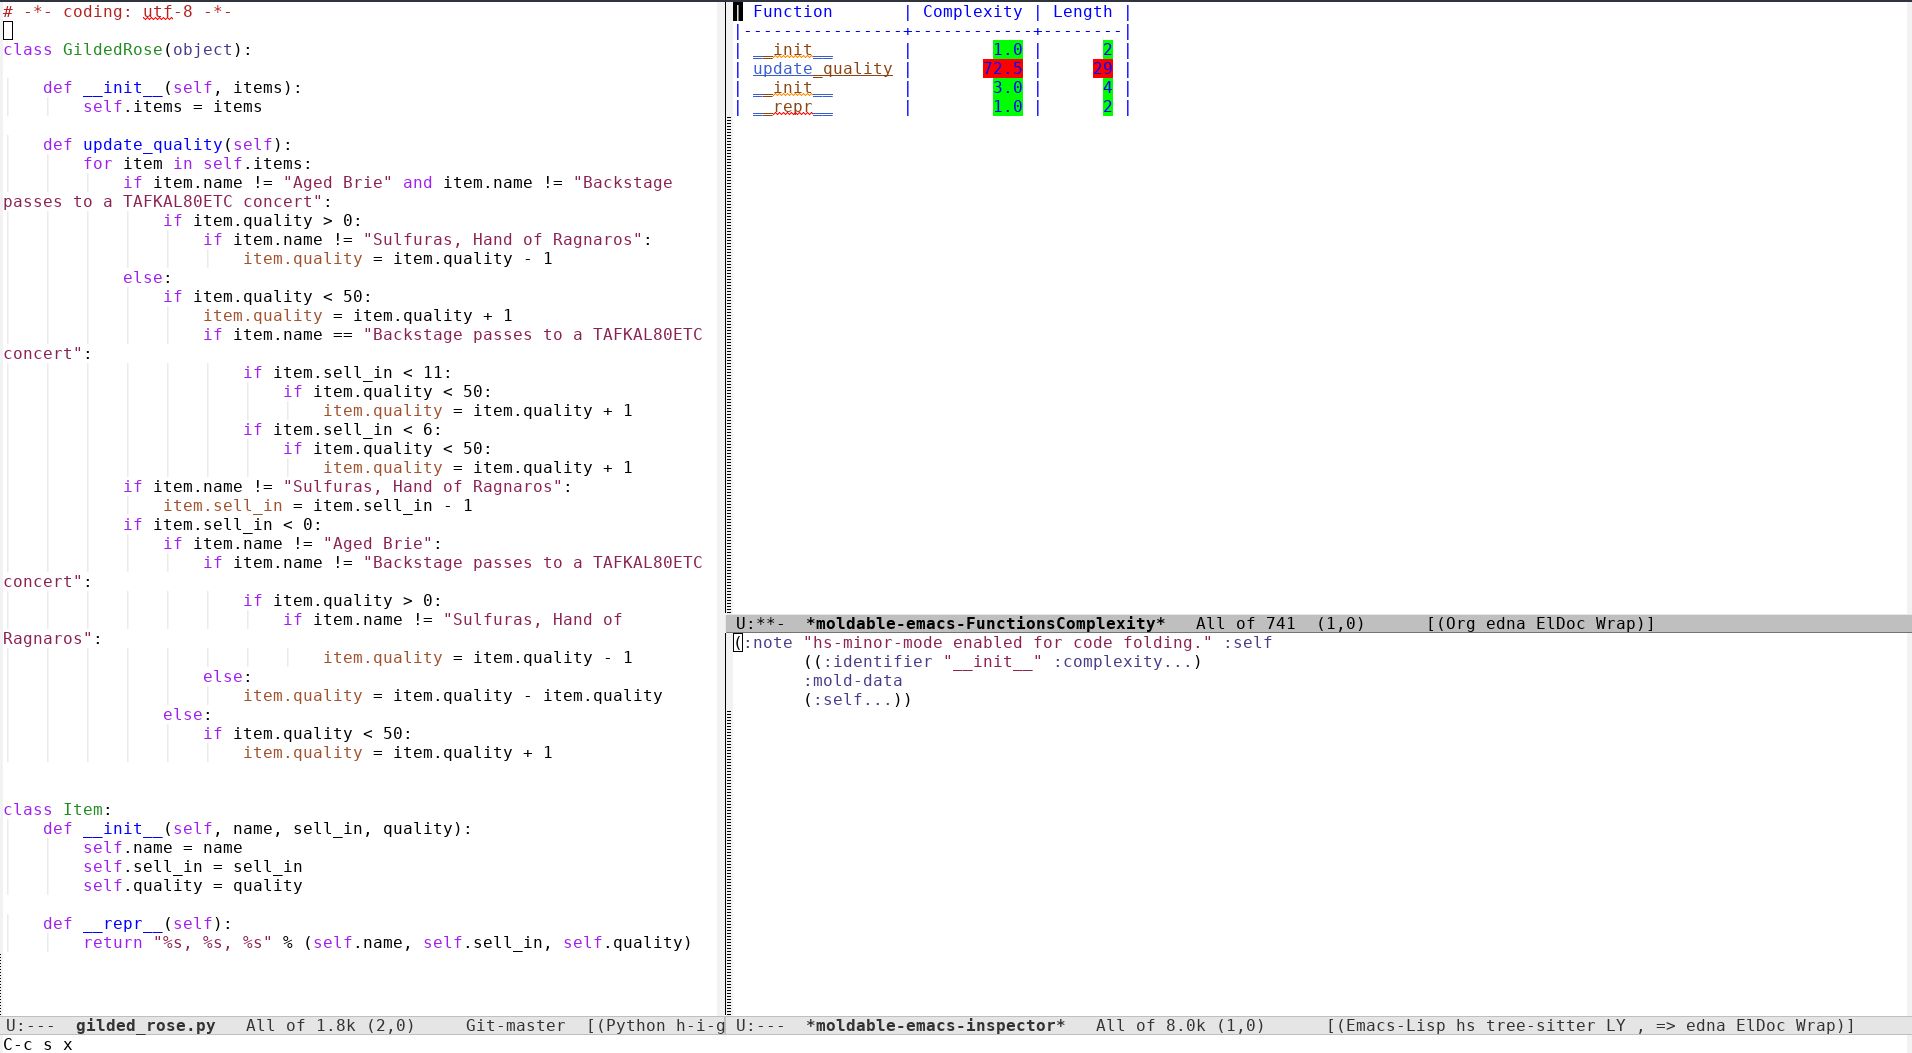 # -*- coding: utf-8 -*-
class GildedRose(object):
def __init__(self, items):
self.items = items
def update_quality(self):
for item in self.items:
if item.name != "Aged Brie" and item.name != "Backstage
passes to a TAFKAL80ETC concert":
if item.quality > 0:
if item.name != "Sulfuras, Hand of Ragnaros":
item.quality = item.quality - 1
else:
if item.quality < 50:
item.quality = item.quality + 1
if item.name == "Backstage passes to a TAFKAL80ETC
concert":
if item.sell_in < 11:
if item.quality < 50:
item.quality = item.quality + 1
if item.sell_in < 6:
if item.quality < 50:
item.quality = item.quality + 1
if item.name != "Sulfuras, Hand of Ragnaros":
item.sell_in = item.sell_in - 1
if item.sell_in < 0:
if item.name != "Aged Brie":
if item.name != "Backstage passes to a TAFKAL80ETC
concert":
if item.quality > 0:
if item.name != "Sulfuras, Hand of
Ragnaros":
item.quality = item.quality - 1
else:
item.quality = item.quality - item.quality
else:
if item.quality < 50:
item.quality = item.quality + 1
class Item:
def __init__(self, name, sell_in, quality):
self.name = name
self.sell_in = sell_in
self.quality = quality
def __repr__(self):
return "%s, %s, %s" % (self.name, self.sell_in, self.quality)
U:--- gilded_rose.py All of 1.8k (2,0) Git-master [(Python h-i-g
C-c s x
| Function | Complexity | Length |
|----------------+------------+--------|
| __init__ | 1.0 | 2 |
| update_quality | 72.5 | 29 |
| __init__ | 3.0 | 4 |
| __repr__ | 1.0 | 2 |
U:**- *moldable-emacs-FunctionsComplexity* All of 741 (1,0) [(Org edna ElDoc Wrap)]
(:note "hs-minor-mode enabled for code folding." :self
((:identifier "__init__" :complexity...)
:mold-data
(:self...))
U:--- *moldable-emacs-inspector* All of 8.0k (1,0) [(Emacs-Lisp hs tree-sitter LY , => edna ElDoc Wrap)]